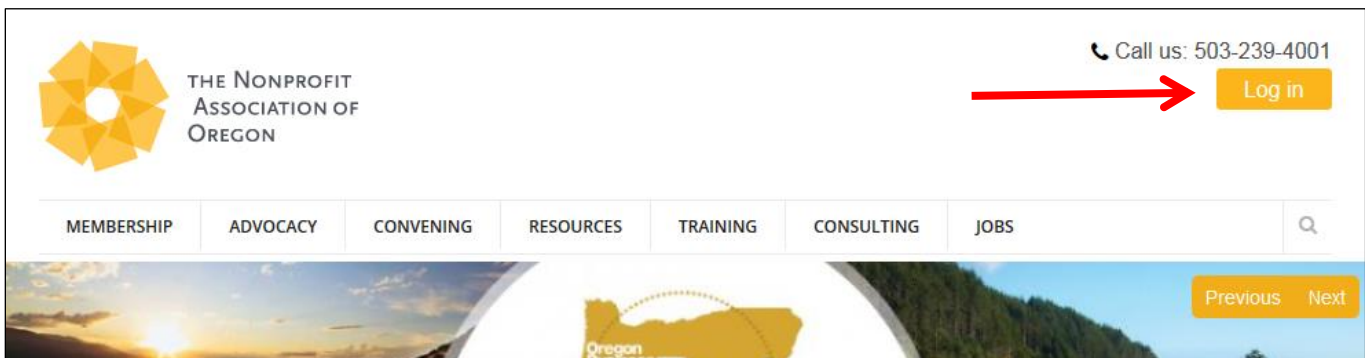 THE NONPROFIT
ASSOCIATION OF
OREGON
Call us: 503-239-4001
Log in
MEMBERSHIP ADVOCACY CONVENING RESOURCES TRAINING CONSULTING JOBS
Previous Next
Oregon